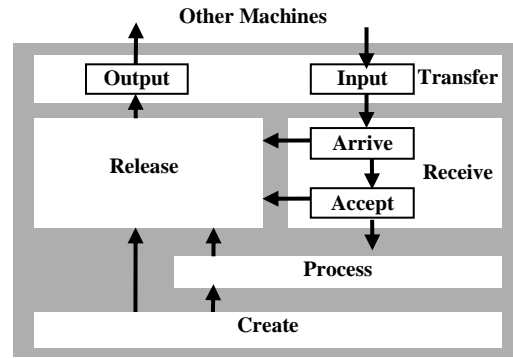 Other Machines
Output
Input
Transfer
Arrive
Release
Receive
Accept
Process
Create